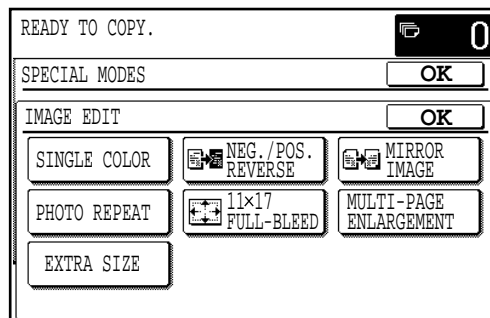 READY TO COPY.
0
SPECIAL MODES
OK
IMAGE EDIT
OK
SINGLE COLOR
NEG./POS.
REVERSE
MIRROR
IMAGE
PHOTO REPEAT
11×17
FULL-BLEED
MULTI-PAGE
ENLARGEMENT
EXTRA SIZE